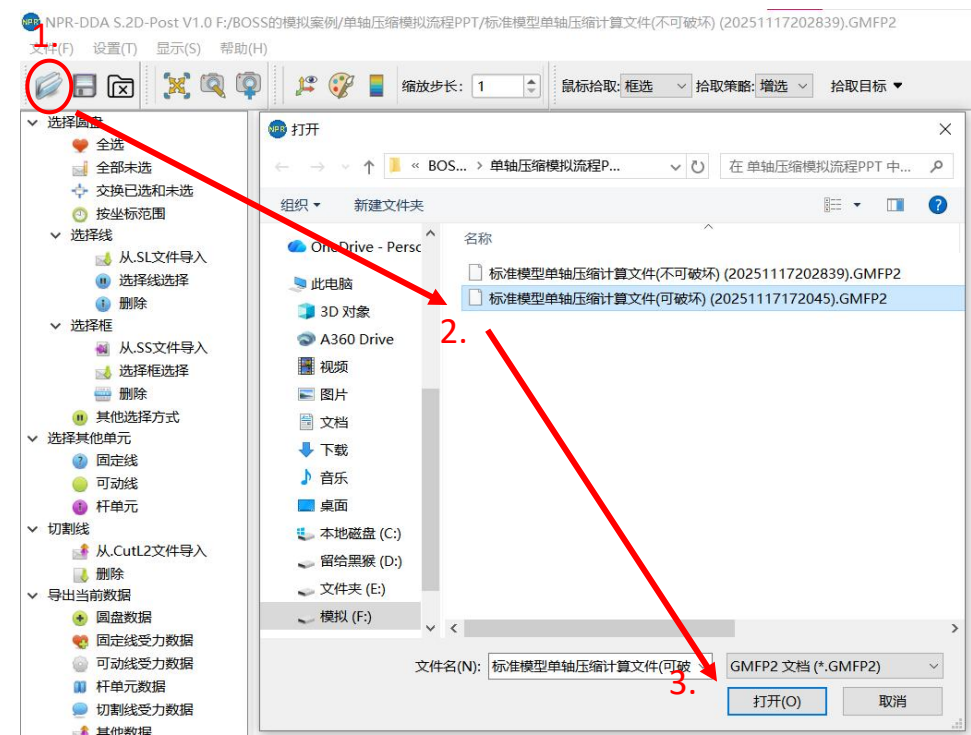 NPR-DDA S.2D-Post V1.0 F:/BOSS的模拟案例/单轴压缩模拟流程PPT/标准模型单轴压缩计算文件(不可破坏) (20251117202839).GMFP2
1.
文件(F) 设置(T) 显示(S) 帮助(H)
缩放步长: 1 鼠标拾取: 框选 拾取策略: 增选 拾取目标
选择圆盘
全选
全部未选
交换已选和未选
按坐标范围
选择线
从.SL文件导入
选择线选择
删除
选择框
从.SS文件导入
选择框选择
删除
其他选择方式
选择其他单元
固定线
可动线
杆单元
切割线
从.CutL2文件导入
删除
导出当前数据
圆盘数据
固定线受力数据
可动线受力数据
杆单元数据
切割线受力数据
其他数据
NPR 打开
« BOS... › 单轴压缩模拟流程P... 在 单轴压缩模拟流程PPT 中...
组织 新建文件夹
OneDrive - Persc
此电脑
3D 对象
A360 Drive
视频
图片
文档
下载
音乐
桌面
本地磁盘 (C:)
留给黑猴 (D:)
文件夹 (E:)
模拟 (F:)
名称
标准模型单轴压缩计算文件(不可破坏) (20251117202839).GMFP2
标准模型单轴压缩计算文件(可破坏) (20251117172045).GMFP2
2.
文件名(N): 标准模型单轴压缩计算文件(可破 GMFP2 文档 (*.GMFP2)
3.
打开(O) 取消